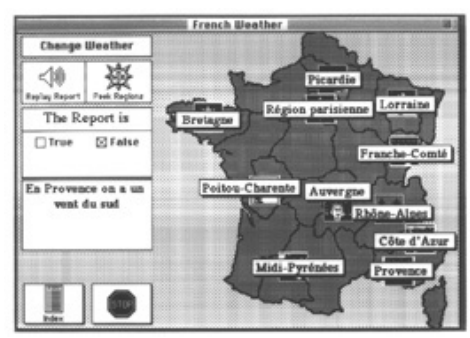 French Weather
Change Weather
Replay Report
Peek Regions
The Report is
True
False
En Provence on a un
vent du sud
Index
STOP
Picardie
Région parisienne
Lorraine
Bretagne
Franche-Comté
Poitou-Charente
Auvergne
Rhône-Alpes
Côte d'Azur
Midi-Pyrénées
Provence